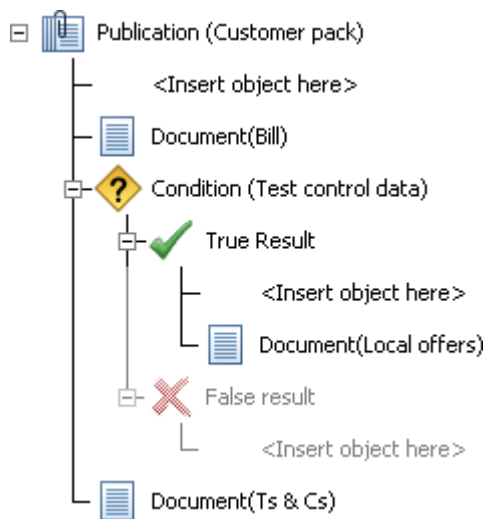 Publication (Customer pack)
<Insert object here>
Document(Bill)
Condition (Test control data)
True Result
<Insert object here>
Document(Local offers)
False result
<Insert object here>
Document(Ts & Cs)